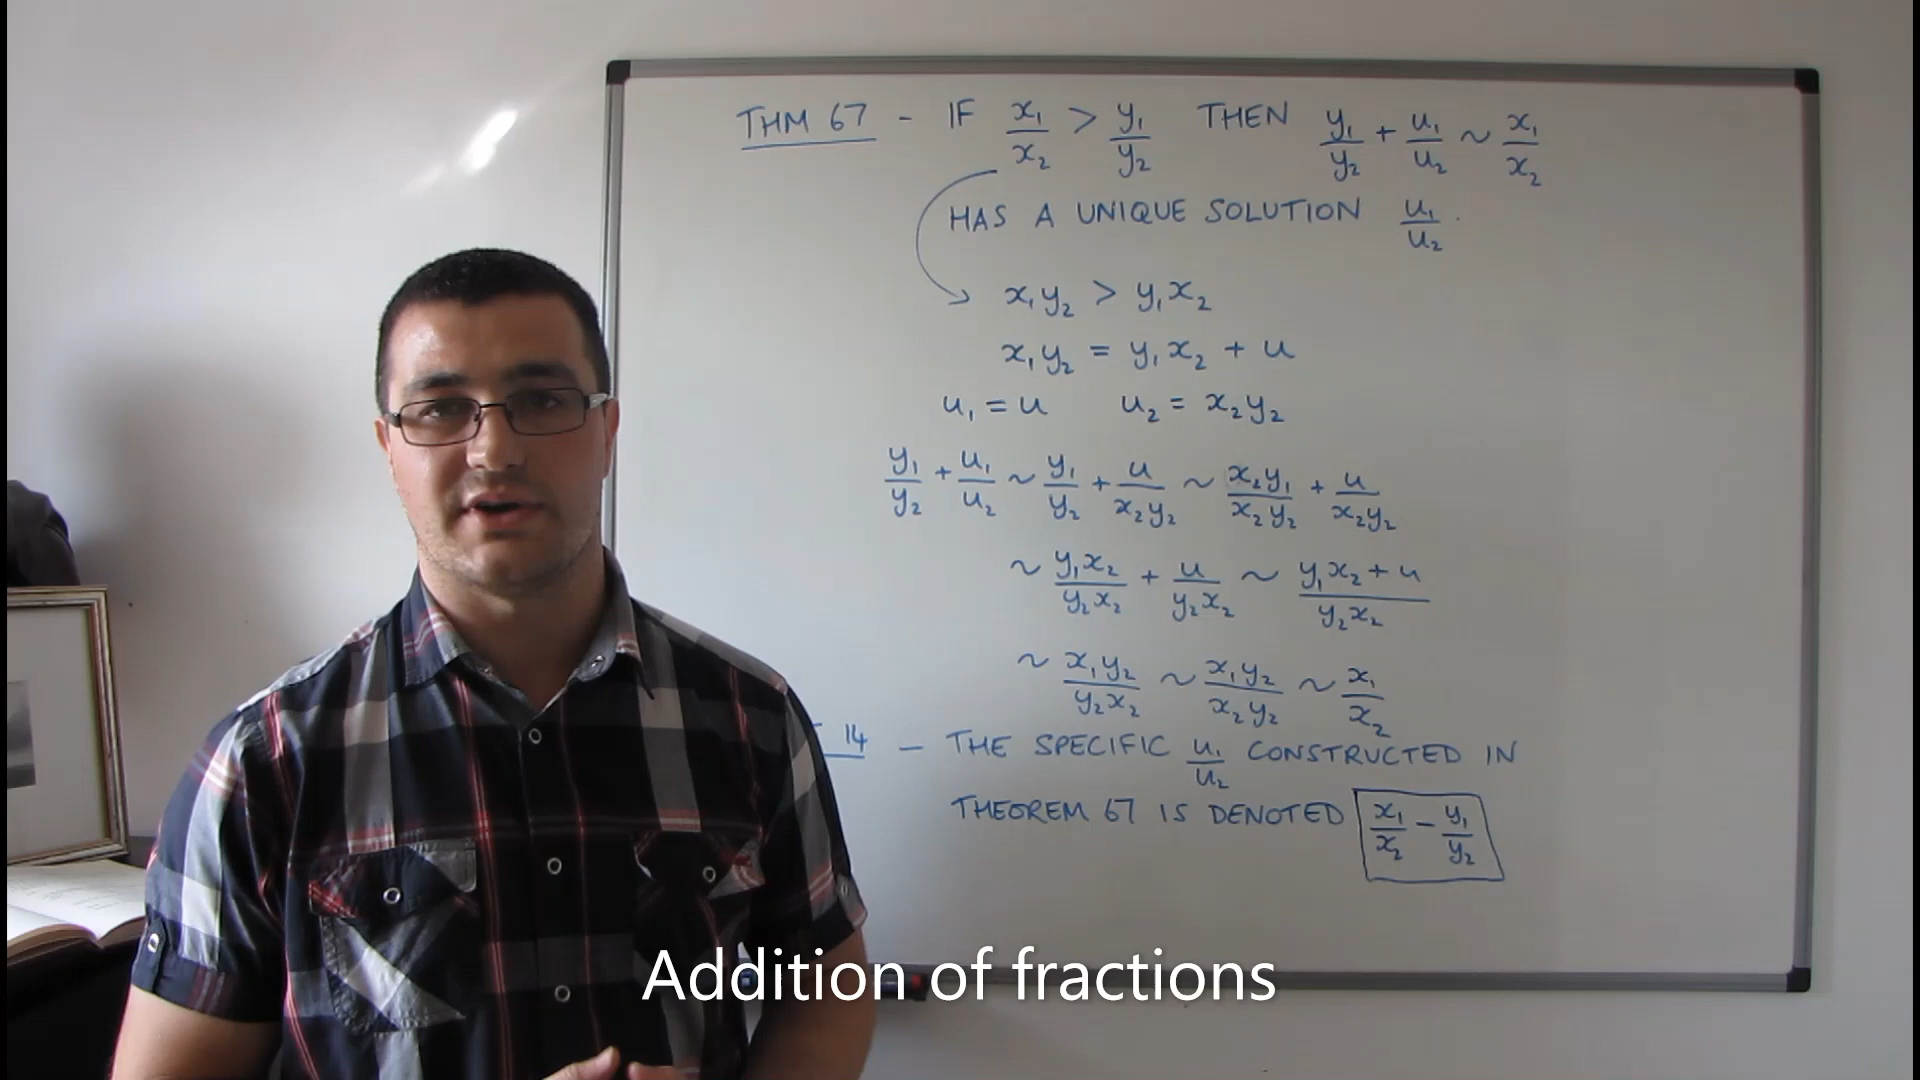 THM 67 - IF x₁/x₂ > y₁/y₂ THEN y₁/y₂ + u₁/u₂ ~ x₁/x₂
HAS A UNIQUE SOLUTION u₁/u₂.
x₁y₂ > y₁x₂
x₁y₂ = y₁x₂ + u
u₁ = u u₂ = x₂y₂
y₁/y₂ + u₁/u₂ ~ y₁/y₂ + u/x₂y₂ ~ x₂y₁/x₂y₂ + u/x₂y₂
~ y₁x₂/y₂x₂ + u/y₂x₂ ~ y₁x₂ + u/y₂x₂
~ x₁y₂/y₂x₂ ~ x₁y₂/x₂y₂ ~ x₁/x₂
14 - THE SPECIFIC u₁/u₂ CONSTRUCTED IN
THEOREM 67 IS DENOTED x₁/x₂ - y₁/y₂
Addition of fractions